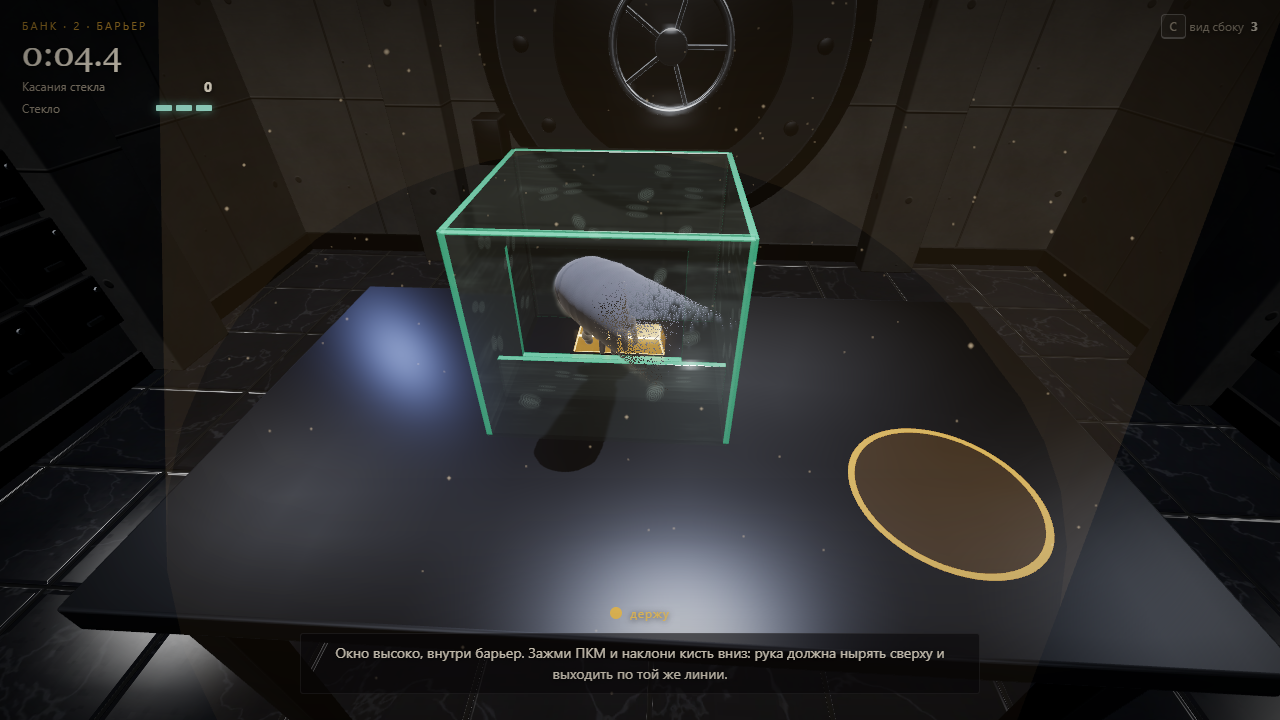 БАНК · 2 · БАРЬЕР
0:04.4
Касания стекла 0
Стекло
C вид сбоку 3
держу
Окно высоко, внутри барьер. Зажми ПКМ и наклони кисть вниз: рука должна нырять сверху и
выходить по той же линии.